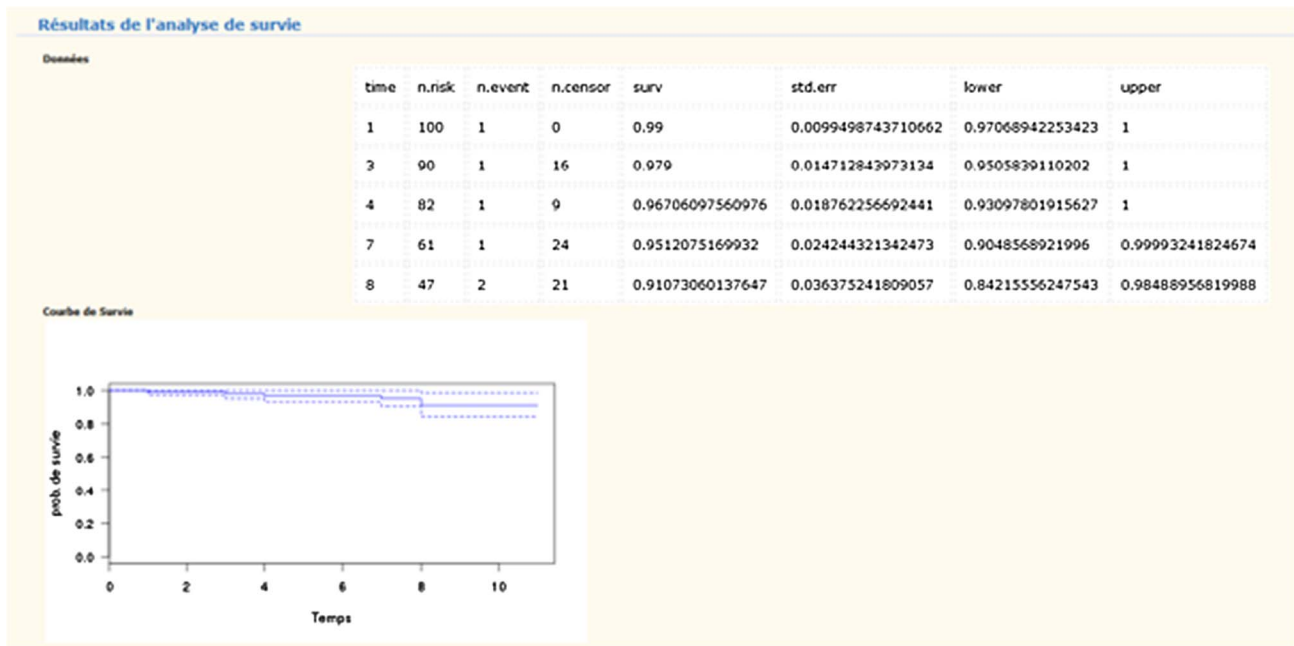 Résultats de l'analyse de survie
Données
time n.risk n.event n.censor surv std.err lower upper
1 100 1 0 0.99 0.0099498743710662 0.97068942253423 1
3 90 1 16 0.979 0.014712843973134 0.9505839110202 1
4 82 1 9 0.96706097560976 0.018762256692441 0.93097801915627 1
7 61 1 24 0.9512075169932 0.024244321342473 0.9048568921996 0.99993241824674
8 47 2 21 0.91073060137647 0.036375241809057 0.84215556247543 0.98488956819988
Courbe de Survie
1.0
0.8
0.6
0.4
0.2
0.0
prob. de survie
0 2 4 6 8 10
Temps